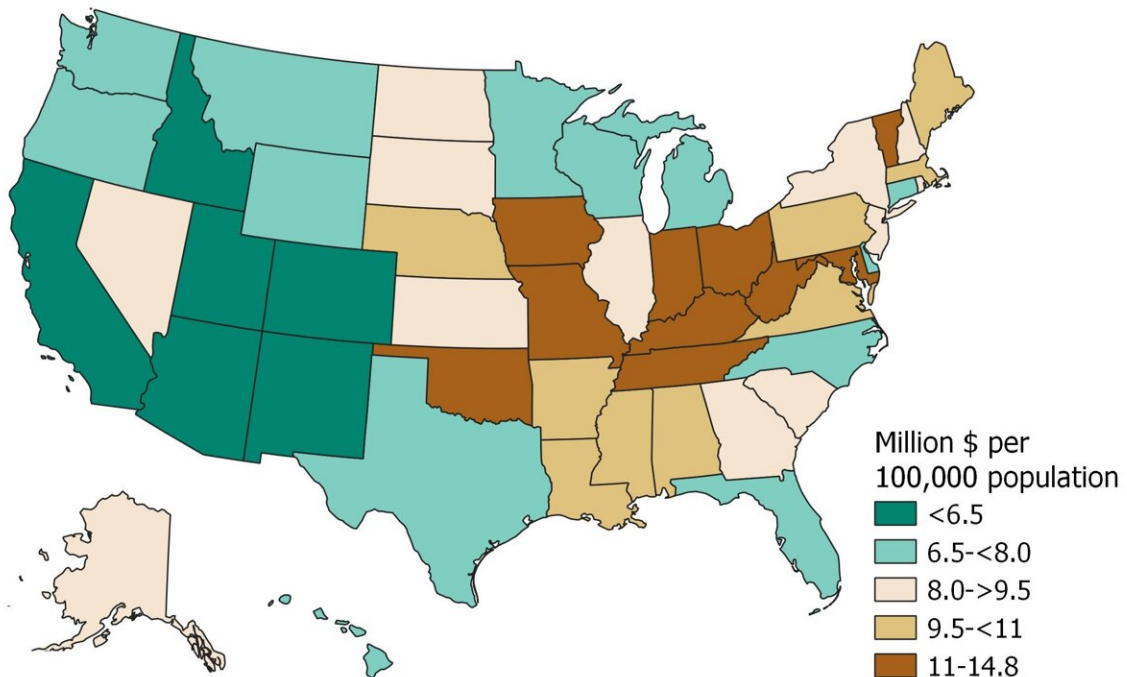 Million $ per
100,000 population
<6.5
6.5-<8.0
8.0->9.5
9.5-<11
11-14.8